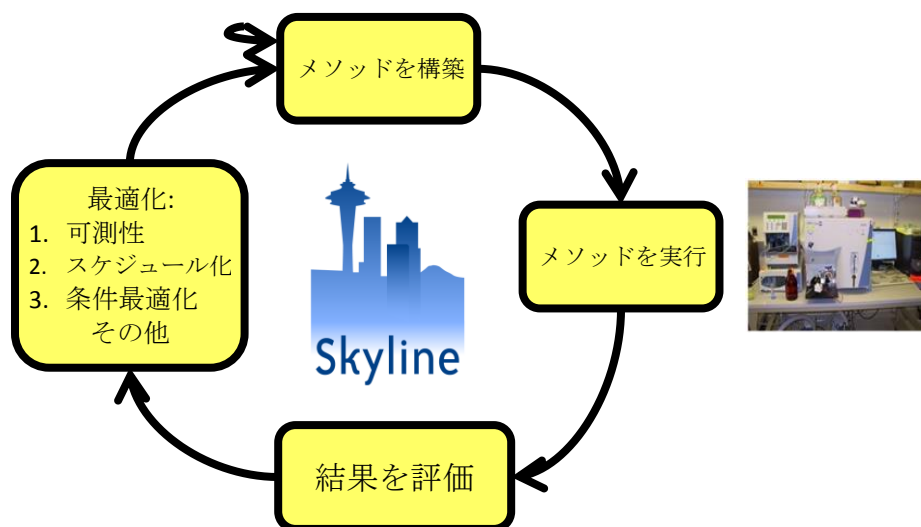 メソッドを構築
最適化:
1. 可測性
2. スケジュール化
3. 条件最適化
その他
メソッドを実行
Skyline
結果を評価